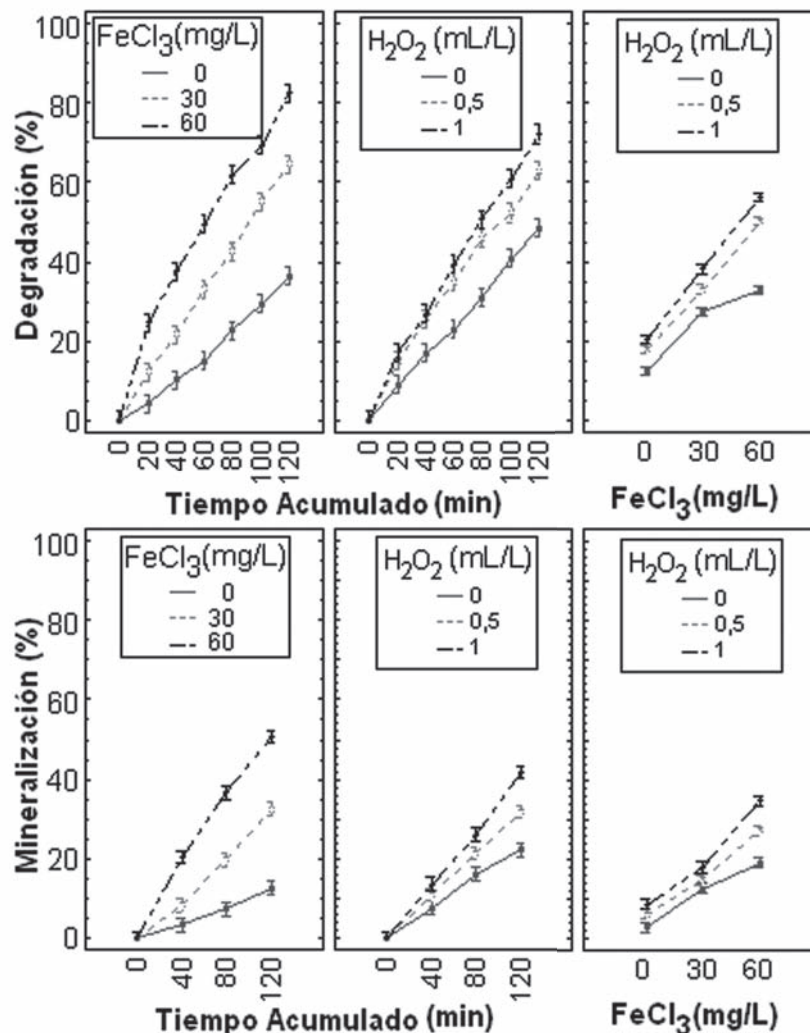 Degradación (%)
100
80
60
40
20
0
FeCl3(mg/L)
0
30
60
H2O2 (mL/L)
0
0,5
1
H2O2 (mL/L)
0
0,5
1
0 20 40 60 80 100 120
0 20 40 60 80 100 120
0 30 60
Tiempo Acumulado (min)
FeCl3(mg/L)
Mineralización (%)
100
80
60
40
20
0
FeCl3(mg/L)
0
30
60
H2O2 (mL/L)
0
0,5
1
H2O2 (mL/L)
0
0,5
1
0 40 80 120
0 40 80 120
0 30 60
Tiempo Acumulado (min)
FeCl3(mg/L)